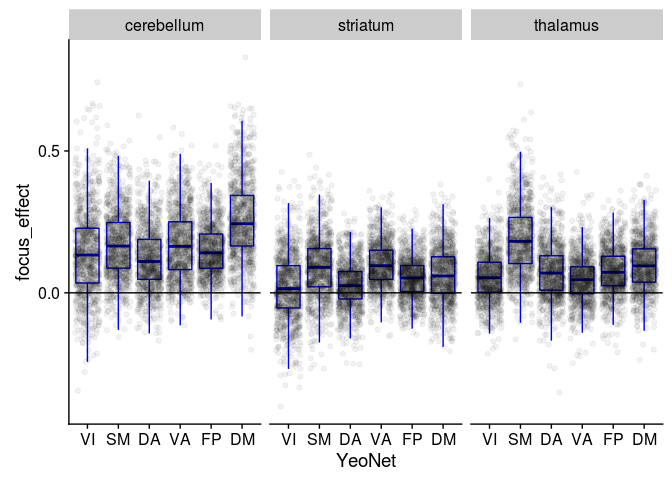 cerebellum striatum thalamus
focus_effect
0.5
0.0
VI SM DA VA FP DM VI SM DA VA FP DM VI SM DA VA FP DM
YeoNet